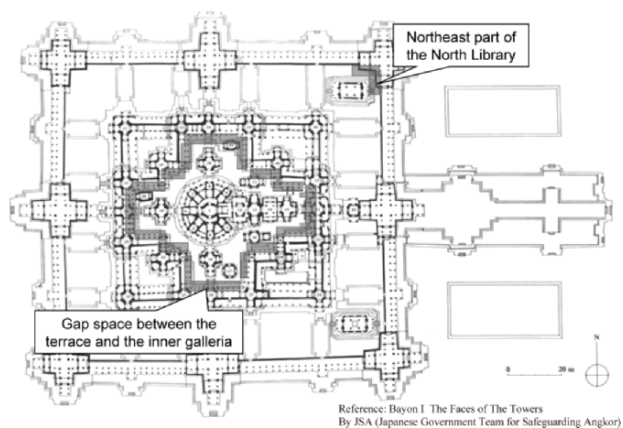 Northeast part of
the North Library
Gap space between the
terrace and the inner galleria
N
0 20 m
Reference: Bayon I The Faces of The Towers
By JSA (Japanese Government Team for Safeguarding Angkor)